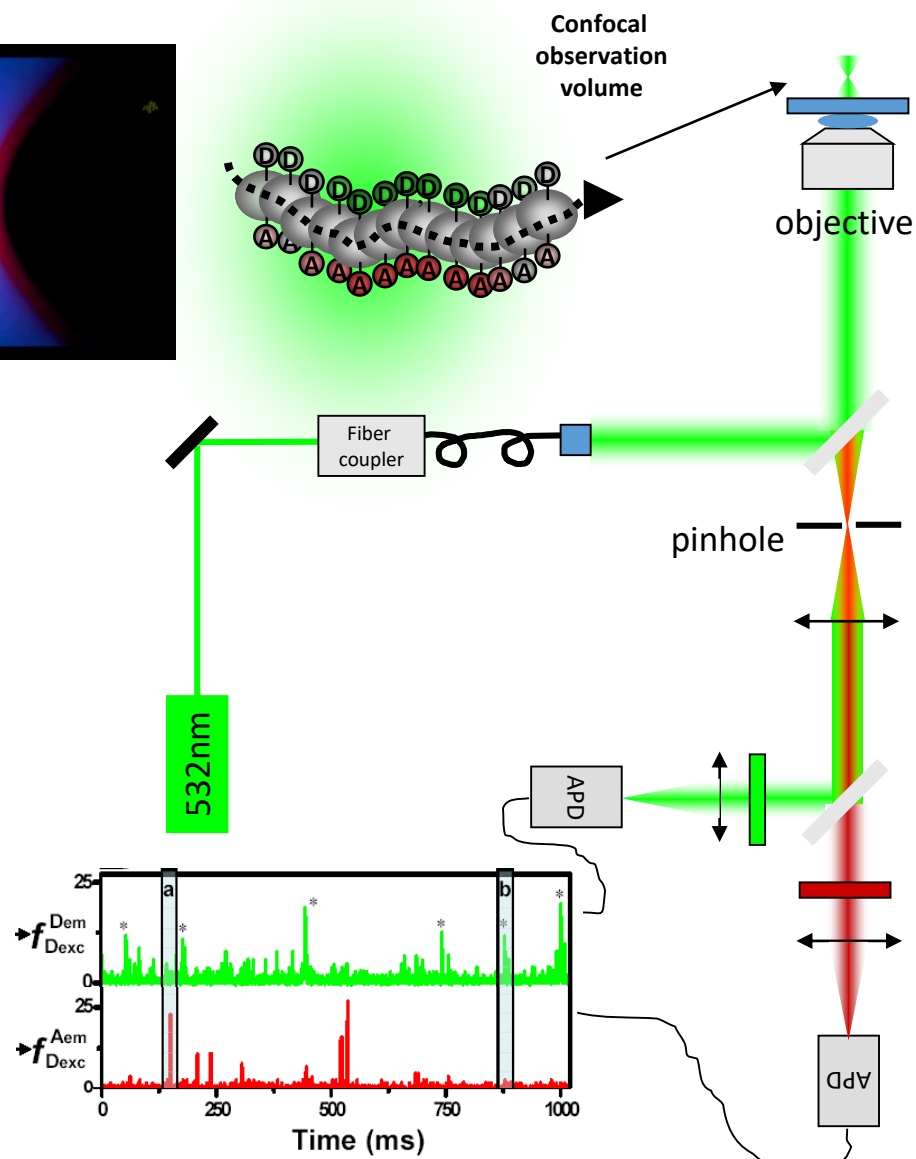 Confocal
observation
volume
D D D D D D D D D D D D D
A A A A A A A A A A A A A
objective
Fiber
coupler
pinhole
532nm
APD
25
a
b
* * * * * *
f Dem Dexc
0
25
f Aem Dexc
0
0 250 500 750 1000
Time (ms)
APD